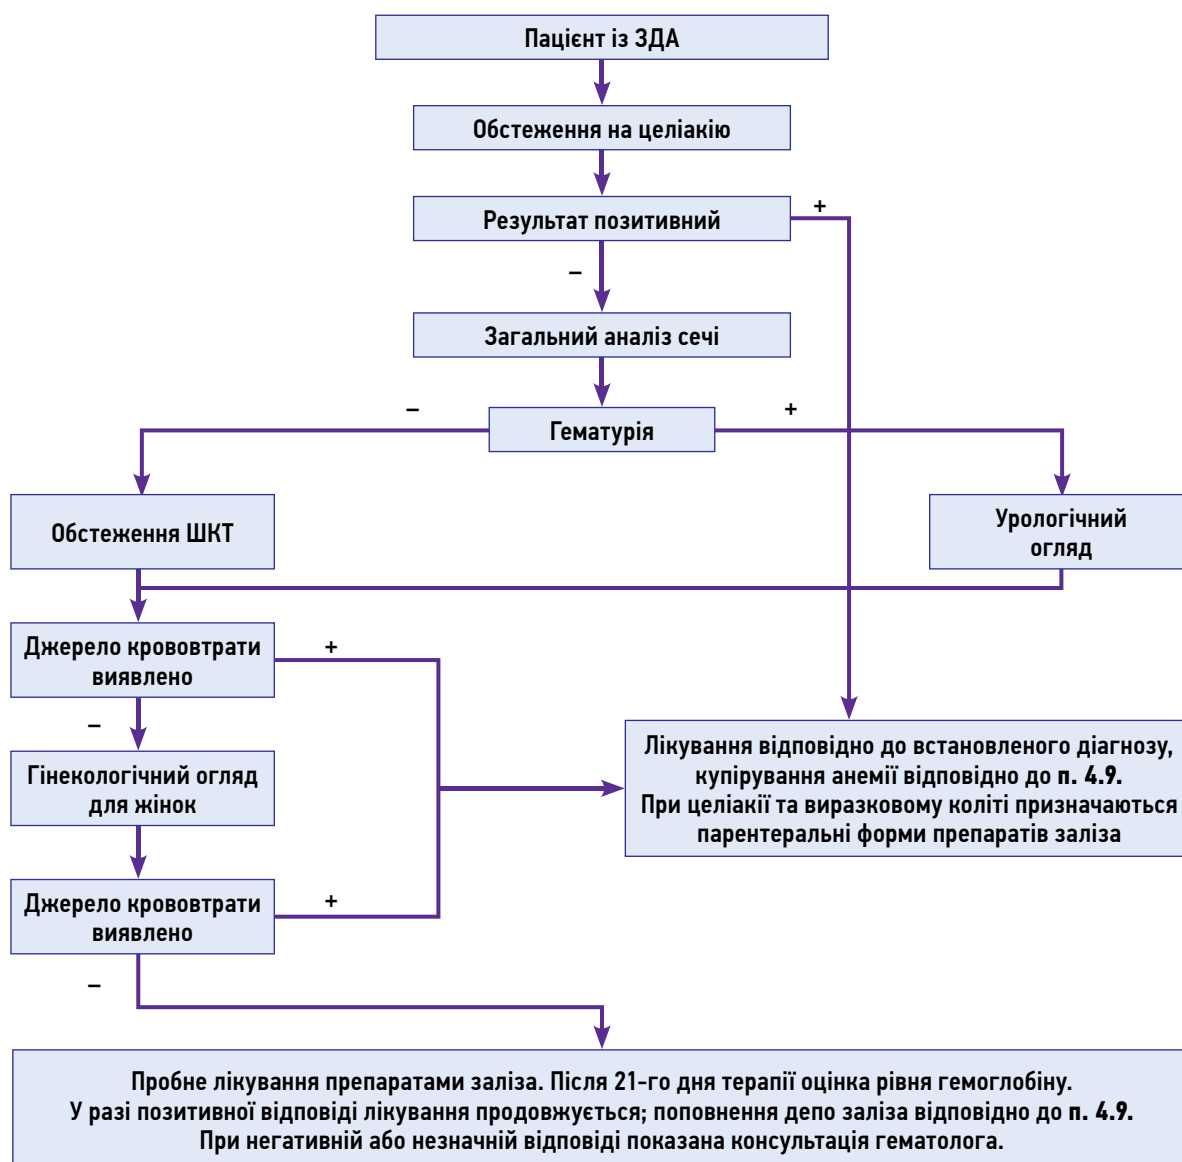 Пацієнт із ЗДА
Обстеження на целіакію
Результат позитивний
+
–
Загальний аналіз сечі
–
Гематурія
+
Обстеження ШКТ
Урологічний
огляд
Джерело крововтрати
виявлено
+
–
Гінекологічний огляд
для жінок
Лікування відповідно до встановленого діагнозу,
купірування анемії відповідно до п. 4.9.
При целіакії та виразковому коліті призначаються
парентеральні форми препаратів заліза
Джерело крововтрати
виявлено
+
–
Пробне лікування препаратами заліза. Після 21-го дня терапії оцінка рівня гемоглобіну.
У разі позитивної відповіді лікування продовжується; поповнення депо заліза відповідно до п. 4.9.
При негативній або незначній відповіді показана консультація гематолога.